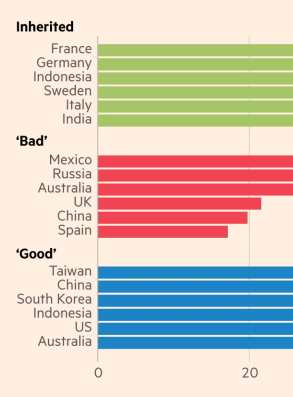 Inherited
France
Germany
Indonesia
Sweden
Italy
India
‘Bad’
Mexico
Russia
Australia
UK
China
Spain
‘Good’
Taiwan
China
South Korea
Indonesia
US
Australia
0 20